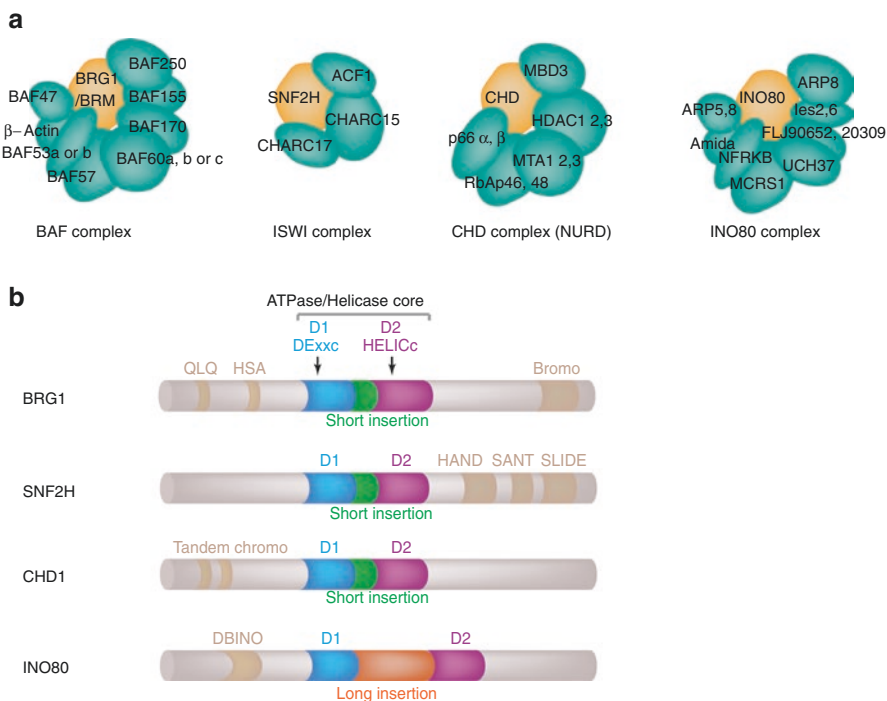 a
BRG1
/BRM
BAF250
BAF47
BAF155
β–Actin
BAF170
BAF53a or b
BAF60a, b or c
BAF57
BAF complex
ACF1
SNF2H
CHARC15
CHARC17
ISWI complex
MBD3
CHD
HDAC1 2,3
p66 α, β
MTA1 2,3
RbAp46, 48
CHD complex (NURD)
INO80
ARP8
ARP5,8
Ies2,6
FLJ90652, 20309
Amida
NFRKB
UCH37
MCRS1
INO80 complex
b
ATPase/Helicase core
D1
DExxc
D2
HELICc
QLQ
HSA
Bromo
BRG1
Short insertion
D1
D2
HAND
SANT
SLIDE
SNF2H
Short insertion
Tandem chromo
D1
D2
CHD1
Short insertion
DBINO
D1
D2
INO80
Long insertion